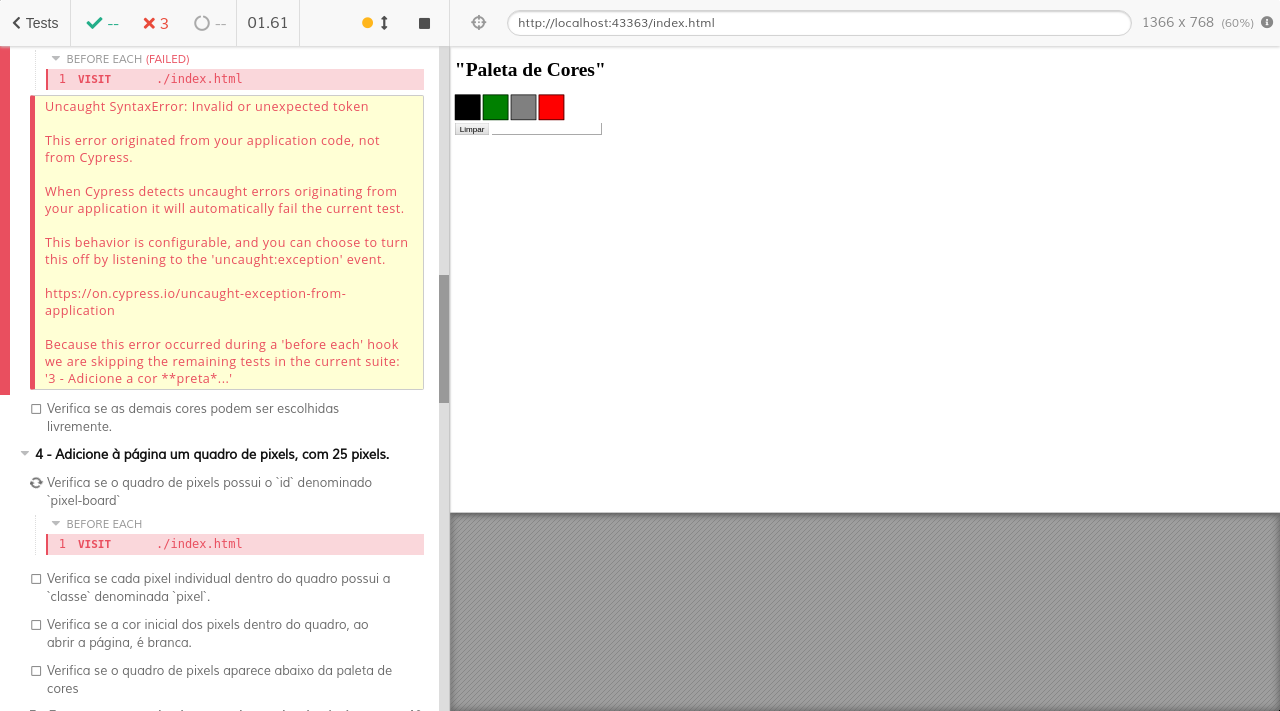 Tests
--
3
--
01.61
http://localhost:43363/index.html
1366 x 768 (60%)
BEFORE EACH (FAILED)
1 VISIT ./index.html
Uncaught SyntaxError: Invalid or unexpected token
This error originated from your application code, not
from Cypress.
When Cypress detects uncaught errors originating from
your application it will automatically fail the current test.
This behavior is configurable, and you can choose to turn
this off by listening to the 'uncaught:exception' event.
https://on.cypress.io/uncaught-exception-from-
application
Because this error occurred during a 'before each' hook
we are skipping the remaining tests in the current suite:
'3 - Adicione a cor **preta*...'
Verifica se as demais cores podem ser escolhidas
livremente.
4 - Adicione à página um quadro de pixels, com 25 pixels.
Verifica se o quadro de pixels possui o `id` denominado
`pixel-board`
BEFORE EACH
1 VISIT ./index.html
Verifica se cada pixel individual dentro do quadro possui a
`classe` denominada `pixel`.
Verifica se a cor inicial dos pixels dentro do quadro, ao
abrir a página, é branca.
Verifica se o quadro de pixels aparece abaixo da paleta de
cores
"Paleta de Cores"
Limpar